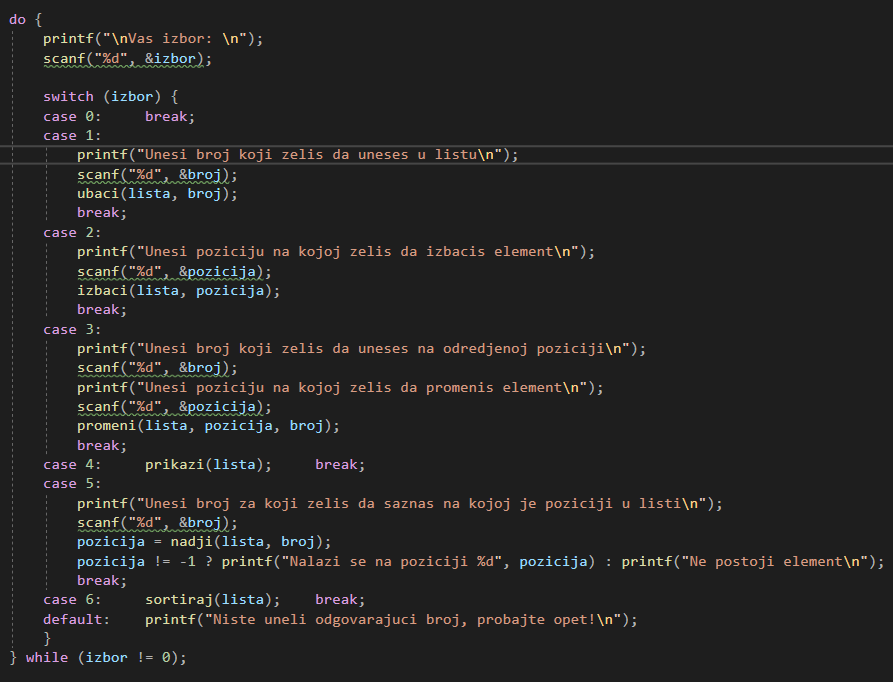 do {
    printf("\nVas izbor: \n");
    scanf("%d", &izbor);

    switch (izbor) {
    case 0:     break;
    case 1:
        printf("Unesi broj koji zelis da uneses u listu\n");
        scanf("%d", &broj);
        ubaci(lista, broj);
        break;
    case 2:
        printf("Unesi poziciju na kojoj zelis da izbacis element\n");
        scanf("%d", &pozicija);
        izbaci(lista, pozicija);
        break;
    case 3:
        printf("Unesi broj koji zelis da uneses na odredjenoj poziciji\n");
        scanf("%d", &broj);
        printf("Unesi poziciju na kojoj zelis da promenis element\n");
        scanf("%d", &pozicija);
        promeni(lista, pozicija, broj);
        break;
    case 4:     prikazi(lista);     break;
    case 5:
        printf("Unesi broj za koji zelis da saznas na kojoj je poziciji u listi\n");
        scanf("%d", &broj);
        pozicija = nadji(lista, broj);
        pozicija != -1 ? printf("Nalazi se na poziciji %d", pozicija) : printf("Ne postoji element\n");
        break;
    case 6:     sortiraj(lista);    break;
    default:    printf("Niste uneli odgovarajuci broj, probajte opet!\n");
    }
} while (izbor != 0);